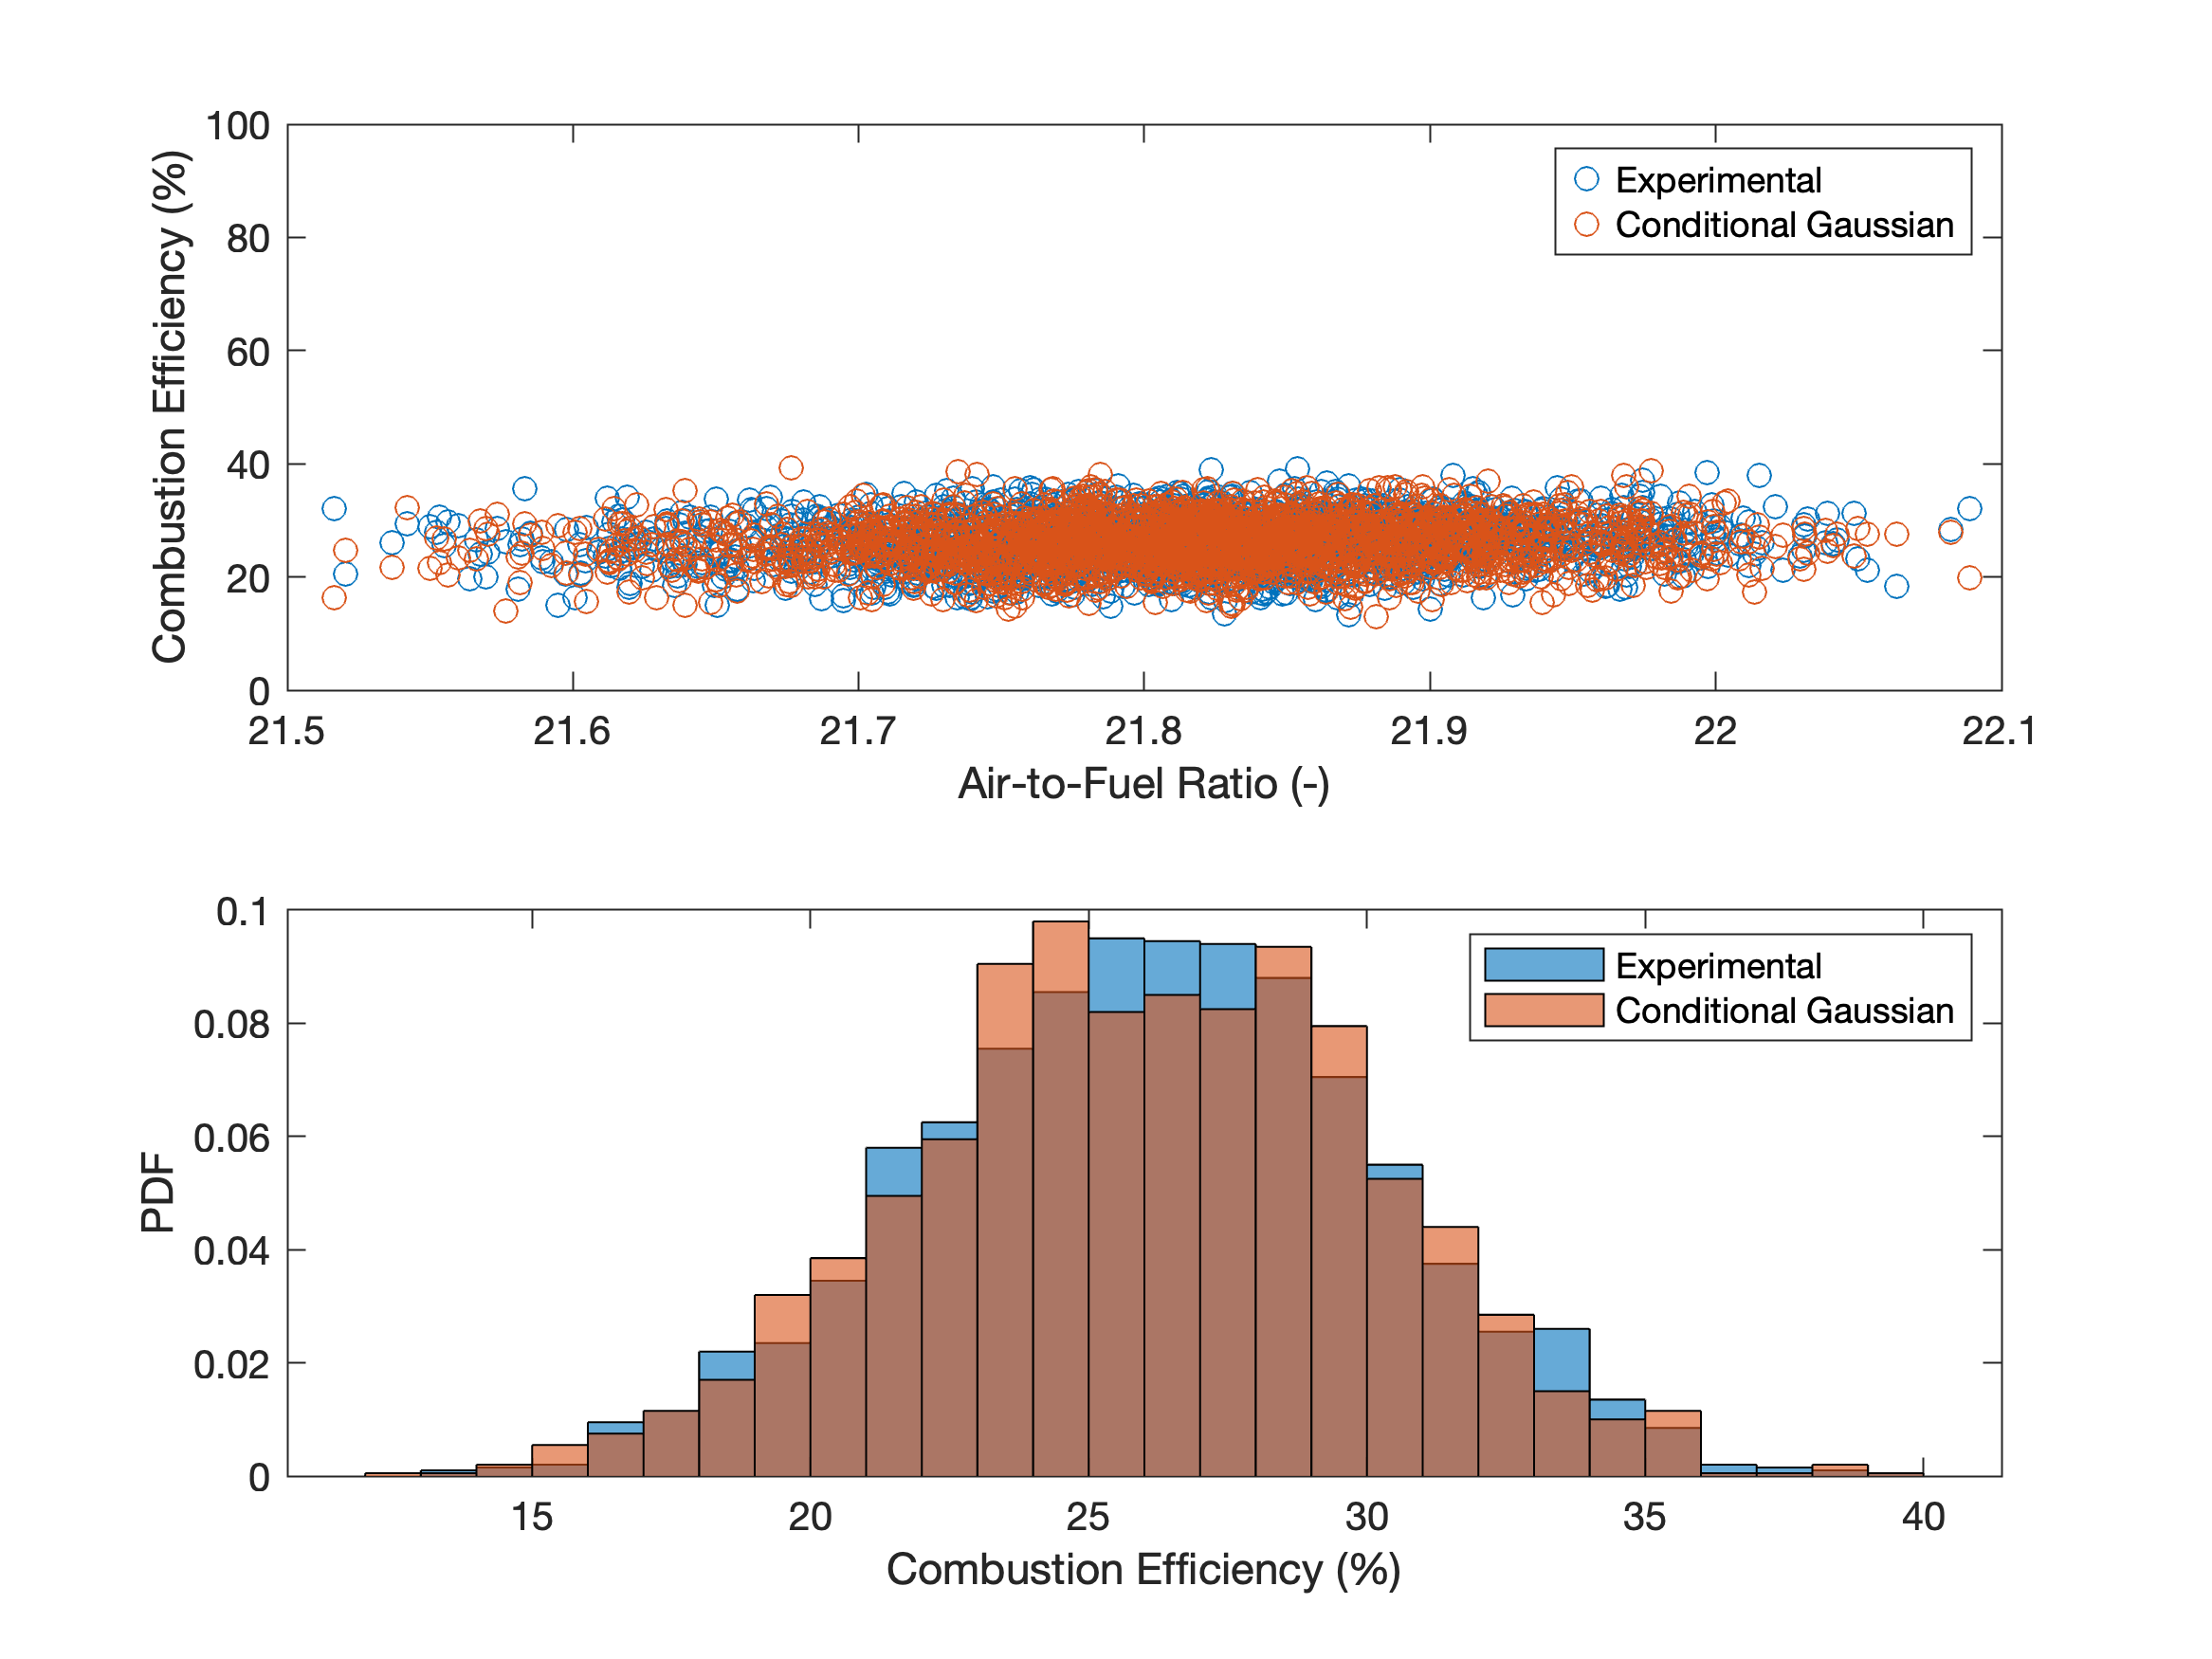 100
80
60
40
20
0
Combustion Efficiency (%)
Experimental
Conditional Gaussian
21.5 21.6 21.7 21.8 21.9 22 22.1
Air-to-Fuel Ratio (-)
0.1
0.08
0.06
0.04
0.02
0
PDF
Experimental
Conditional Gaussian
15 20 25 30 35 40
Combustion Efficiency (%)